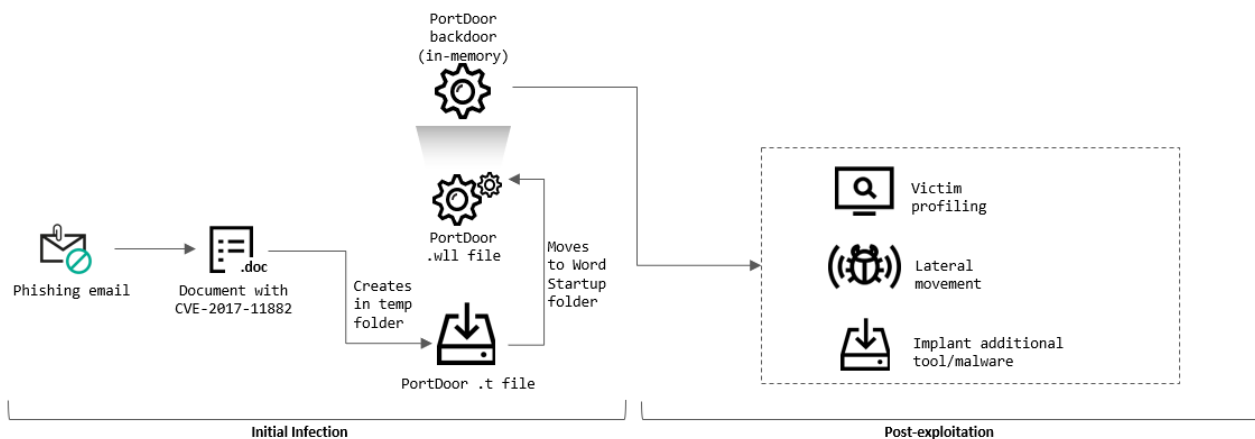 PortDoor
backdoor
(in-memory)
PortDoor
.wll file
Phishing email
.doc
Document with
CVE-2017-11882
Creates
in temp
folder
PortDoor .t file
Moves
to Word
Startup
folder
Victim
profiling
Lateral
movement
Implant additional
tool/malware
Initial Infection
Post-exploitation